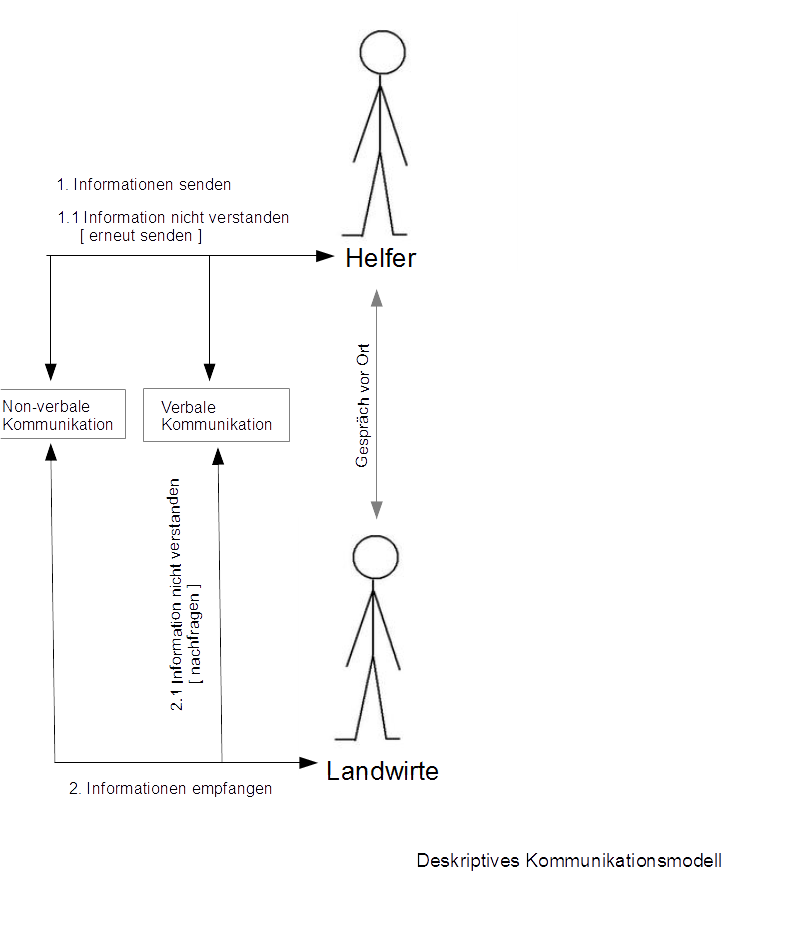 1. Informationen senden
1.1 Information nicht verstanden
[ erneut senden ]
Helfer
Gespräch vor Ort
Non-verbale
Kommunikation
Verbale
Kommunikation
2.1 Information nicht verstanden
[ nachfragen ]
Landwirte
2. Informationen empfangen
Deskriptives Kommunikationsmodell